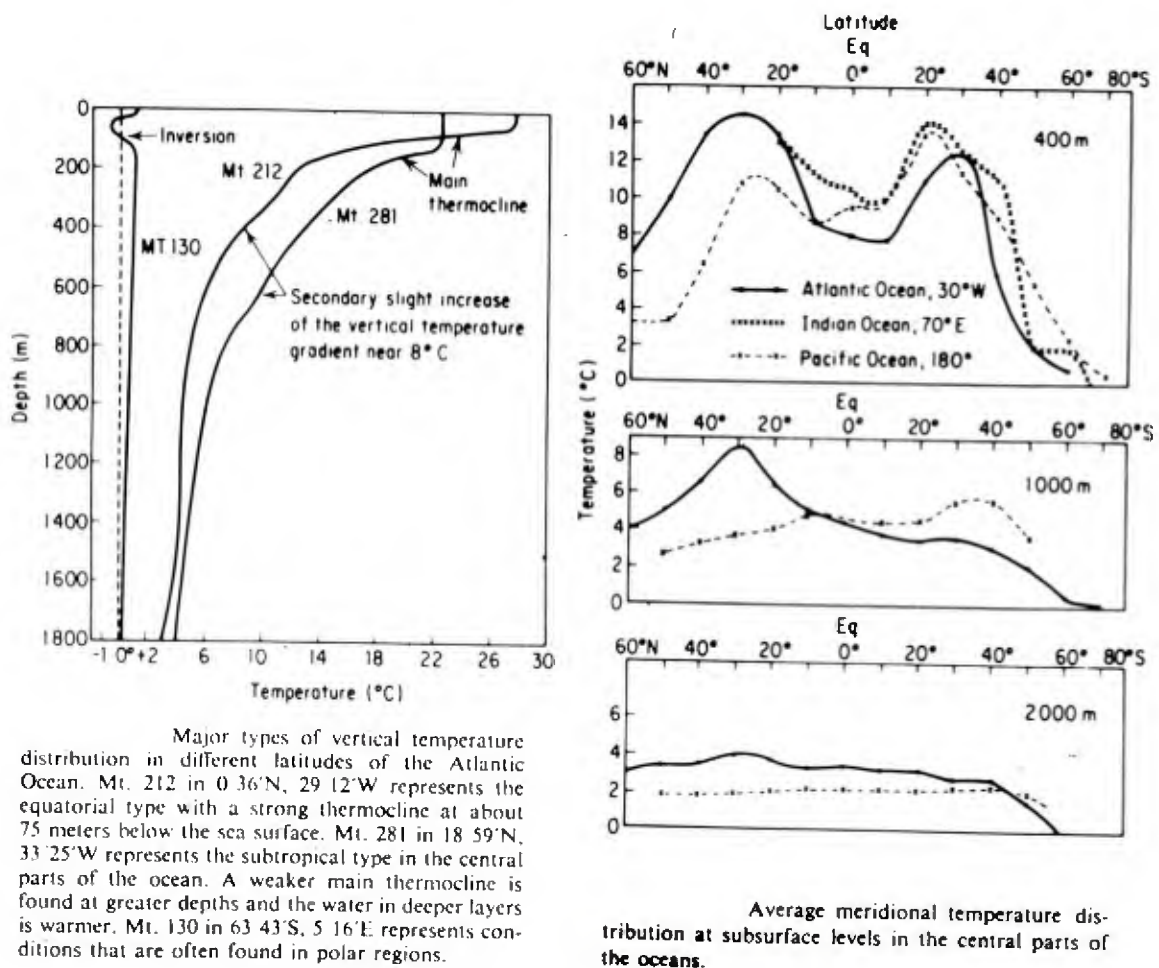 0
200
400
600
800
1000
1200
1400
1600
1800
Depth (m)
Inversion
Mt 212
Main
thermocline
Mt. 281
MT 130
Secondary slight increase
of the vertical temperature
gradient near 8°C
-1 0° +2 6 10 14 18 22 26 30
Temperature (°C)
Major types of vertical temperature
distribution in different latitudes of the Atlantic
Ocean. Mt. 212 in 0 36'N, 29 12'W represents the
equatorial type with a strong thermocline at about
75 meters below the sea surface. Mt. 281 in 18 59'N,
33 25'W represents the subtropical type in the central
parts of the ocean. A weaker main thermocline is
found at greater depths and the water in deeper layers
is warmer. Mt. 130 in 63 43'S, 5 16'E represents con-
ditions that are often found in polar regions.
Latitude
Eq
60°N 40° 20° 0° 20° 40° 60° 80°S
14
12
10
8
6
4
2
0
400 m
Atlantic Ocean, 30°W
Indian Ocean, 70°E
Pacific Ocean, 180°
Temperature (°C)
Eq
60°N 40° 20° 0° 20° 40° 60° 80°S
8
6
4
2
0
1000 m
Eq
60°N 40° 20° 0° 20° 40° 60° 80°S
6
4
2
0
2000 m
Average meridional temperature dis-
tribution at subsurface levels in the central parts of
the oceans.